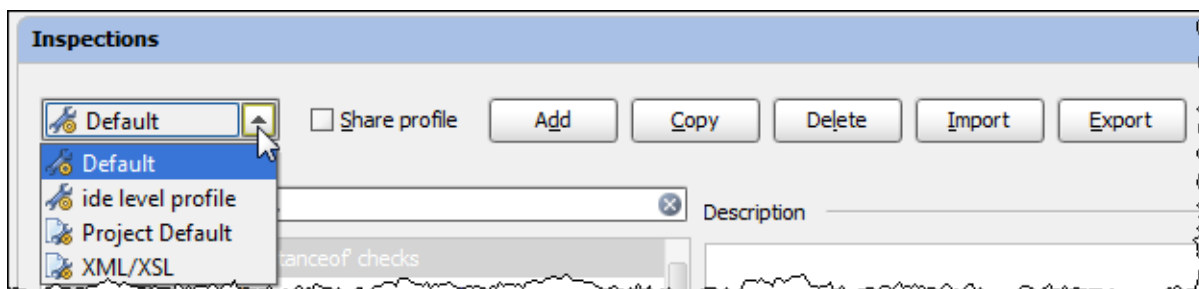 Inspections
Default
Share profile
Add
Copy
Delete
Import
Export
Default
ide level profile
Project Default
XML/XSL
Description
tanceof' checks